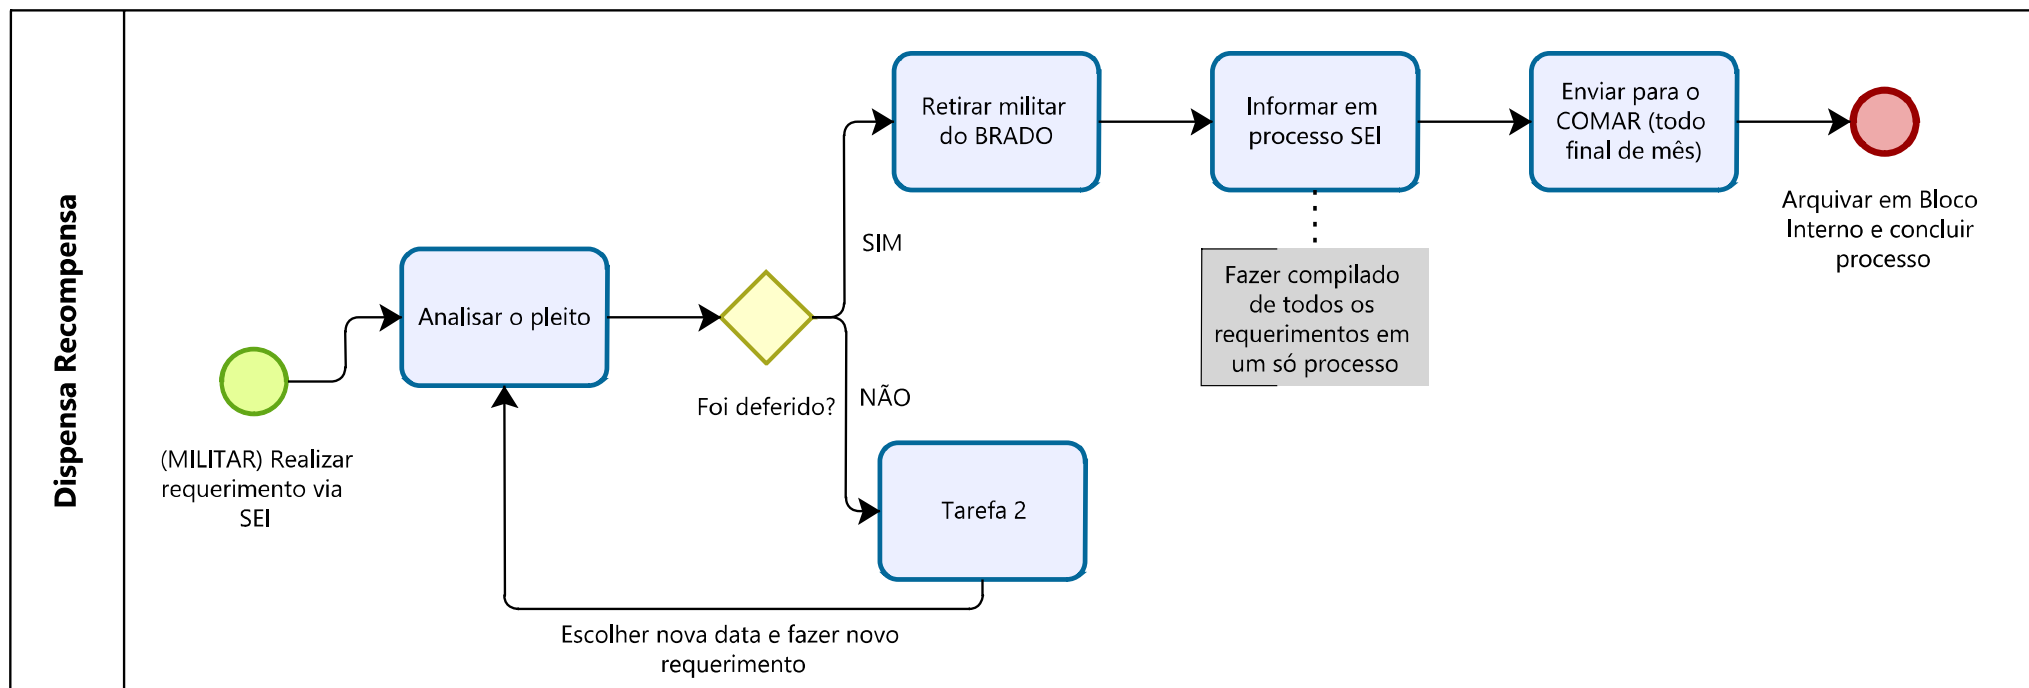 Dispensa Recompensa
(MILITAR) Realizar
requerimento via
SEI
Analisar o pleito
Foi deferido?
SIM
NÃO
Retirar militar
do BRADO
Informar em
processo SEI
Fazer compilado
de todos os
requerimentos em
um só processo
Enviar para o
COMAR (todo
final de mês)
Arquivar em Bloco
Interno e concluir
processo
Tarefa 2
Escolher nova data e fazer novo
requerimento